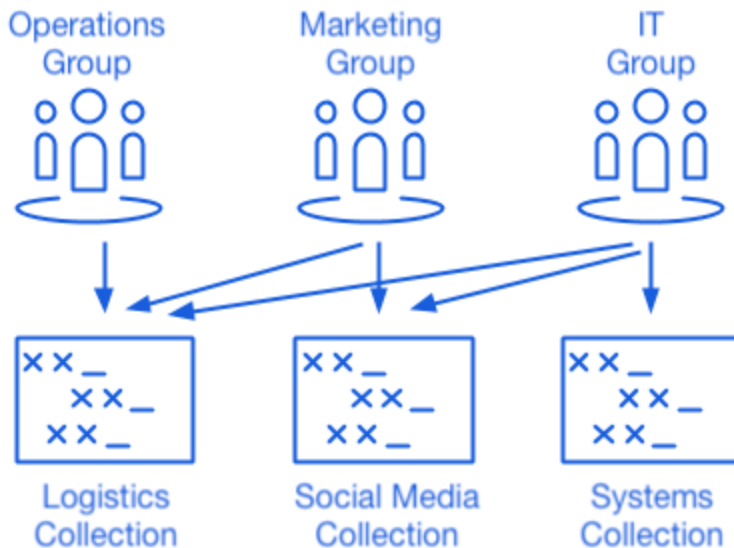 Operations
Group
Marketing
Group
IT
Group
××_
××_
××_
××_
××_
××_
××_
××_
××_
Logistics
Collection
Social Media
Collection
Systems
Collection